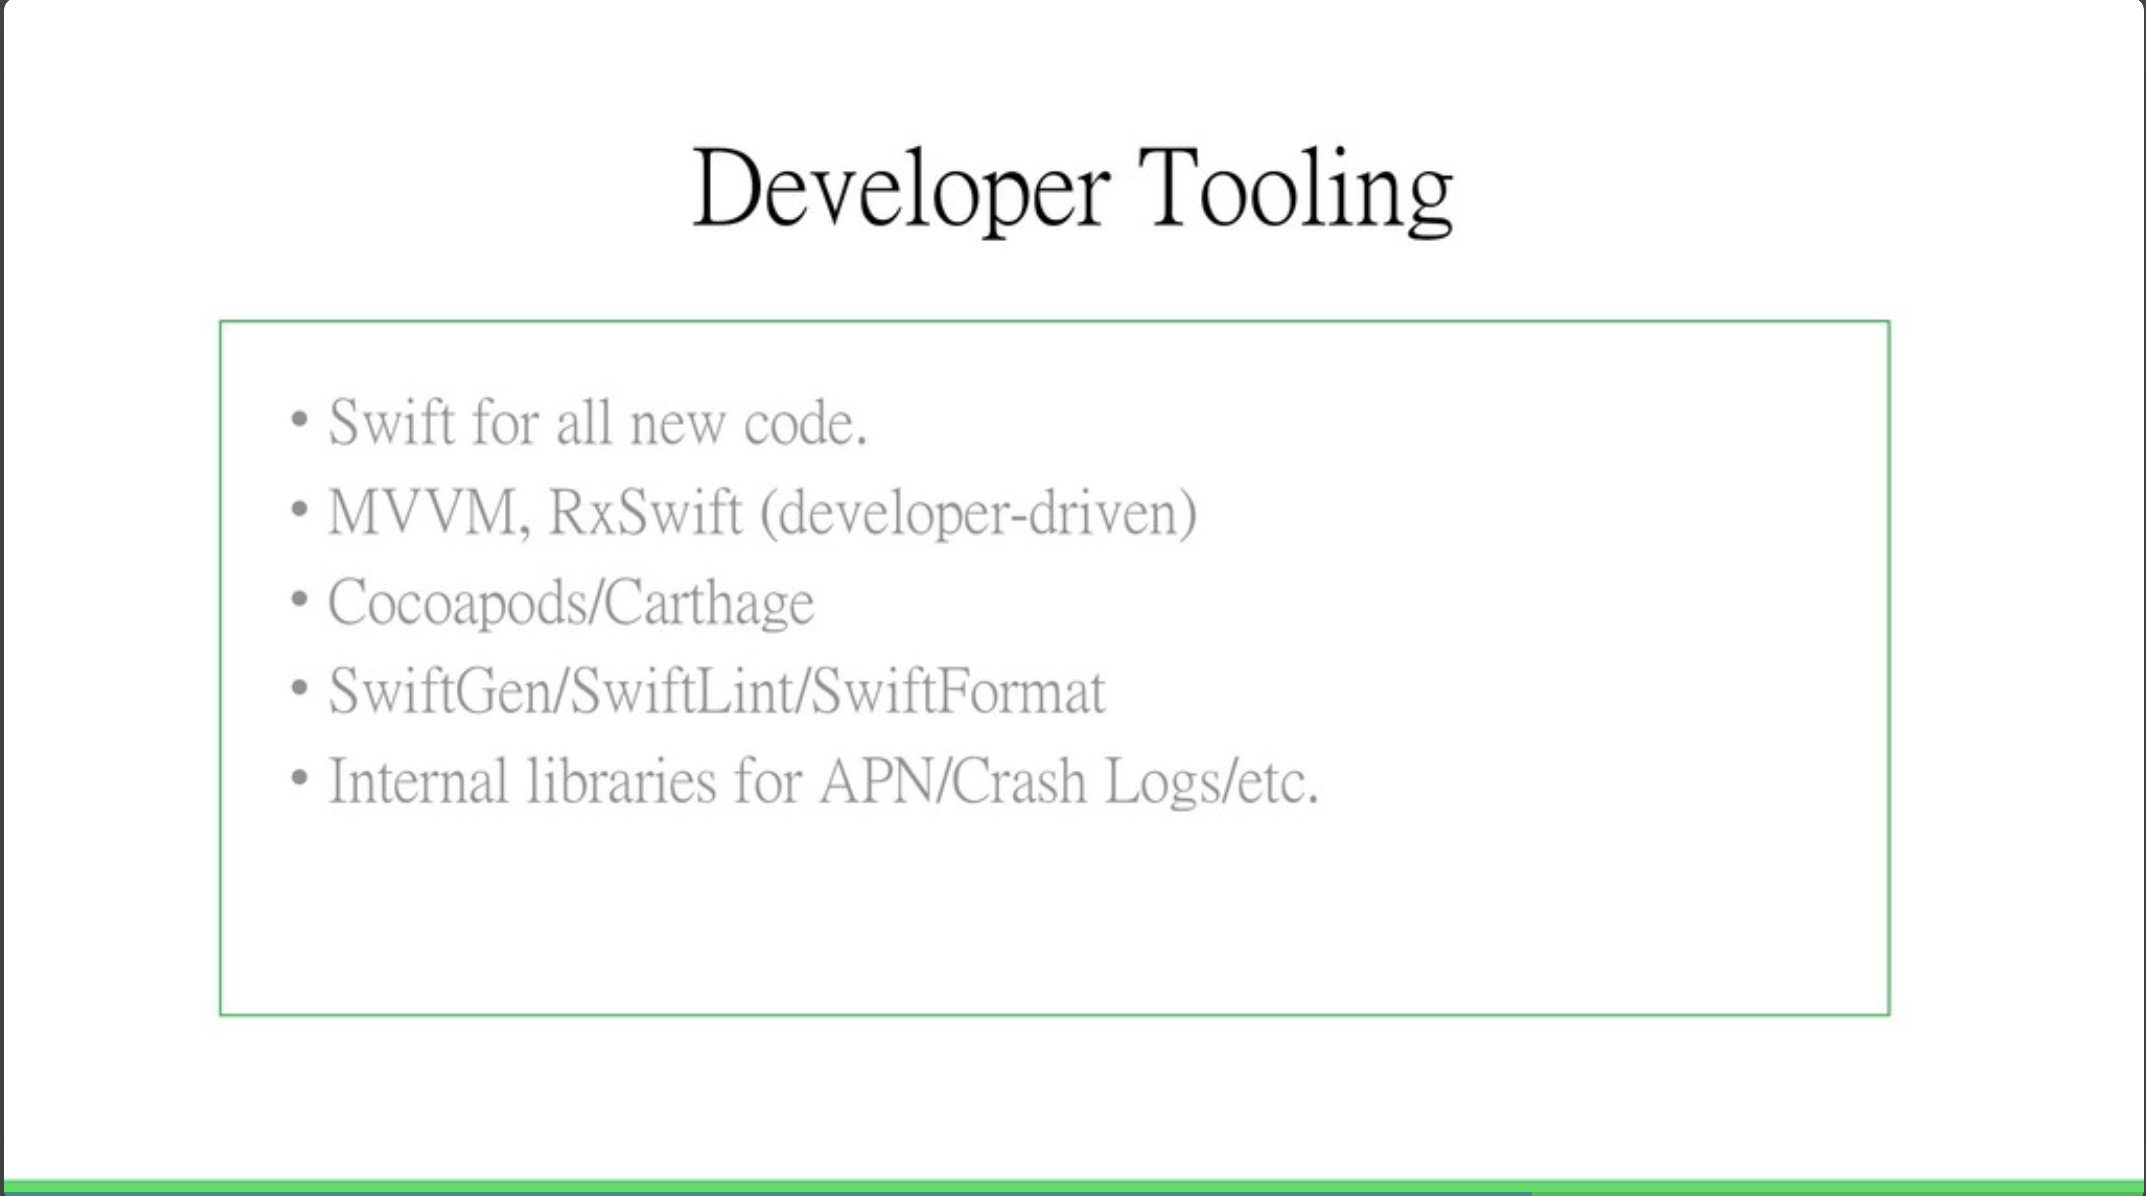 Developer Tooling
• Swift for all new code.
• MVVM, RxSwift (developer-driven)
• Cocoapods/Carthage
• SwiftGen/SwiftLint/SwiftFormat
• Internal libraries for APN/Crash Logs/etc.